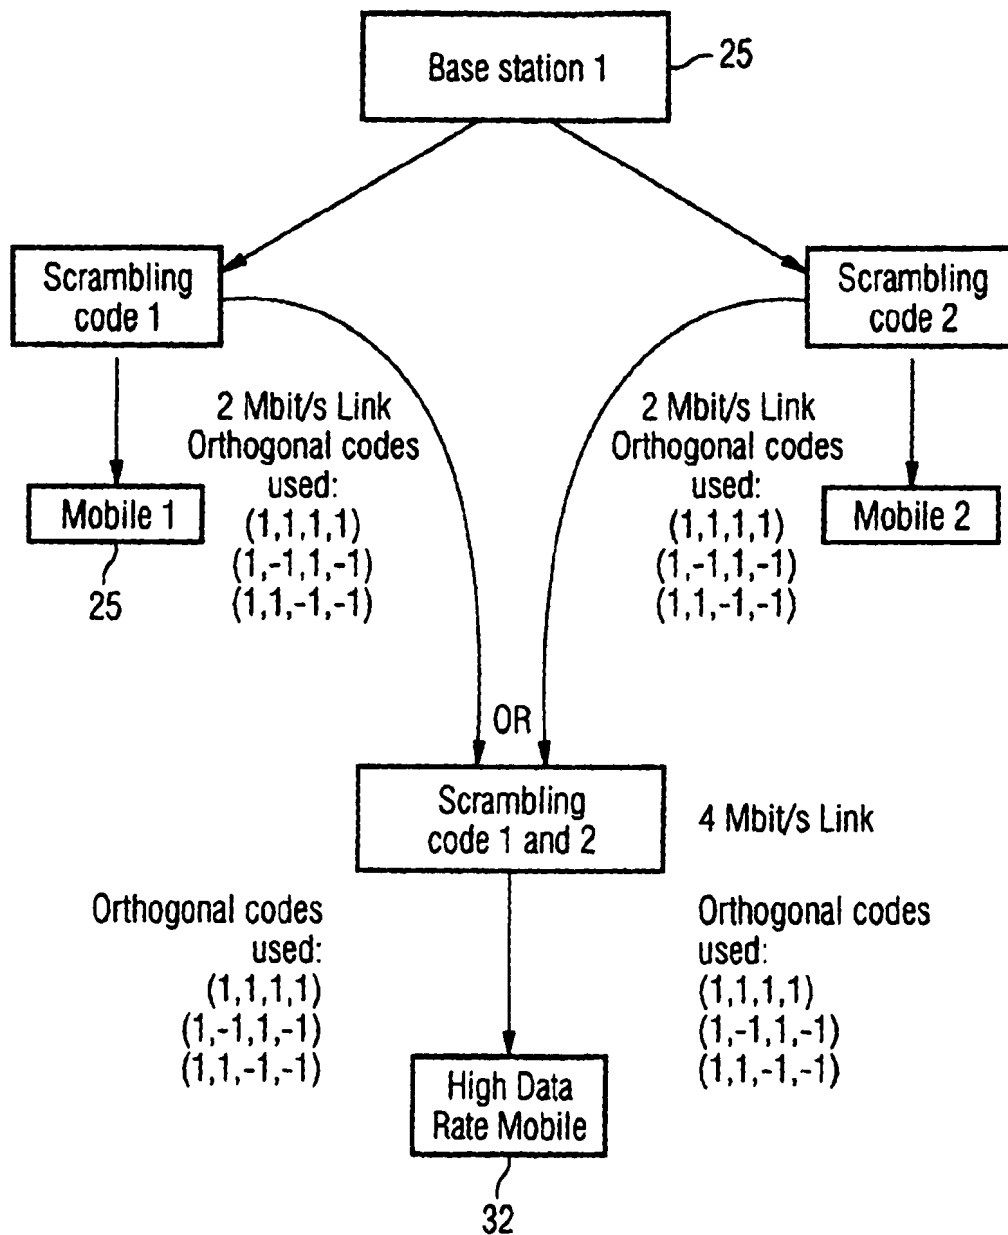 Base station 1
25
Scrambling
code 1
Scrambling
code 2
2 Mbit/s Link
Orthogonal codes
used:
(1,1,1,1)
(1,-1,1,-1)
(1,1,-1,-1)
2 Mbit/s Link
Orthogonal codes
used:
(1,1,1,1)
(1,-1,1,-1)
(1,1,-1,-1)
Mobile 1
25
Mobile 2
OR
Scrambling
code 1 and 2
4 Mbit/s Link
Orthogonal codes
used:
(1,1,1,1)
(1,-1,1,-1)
(1,1,-1,-1)
Orthogonal codes
used:
(1,1,1,1)
(1,-1,1,-1)
(1,1,-1,-1)
High Data
Rate Mobile
32